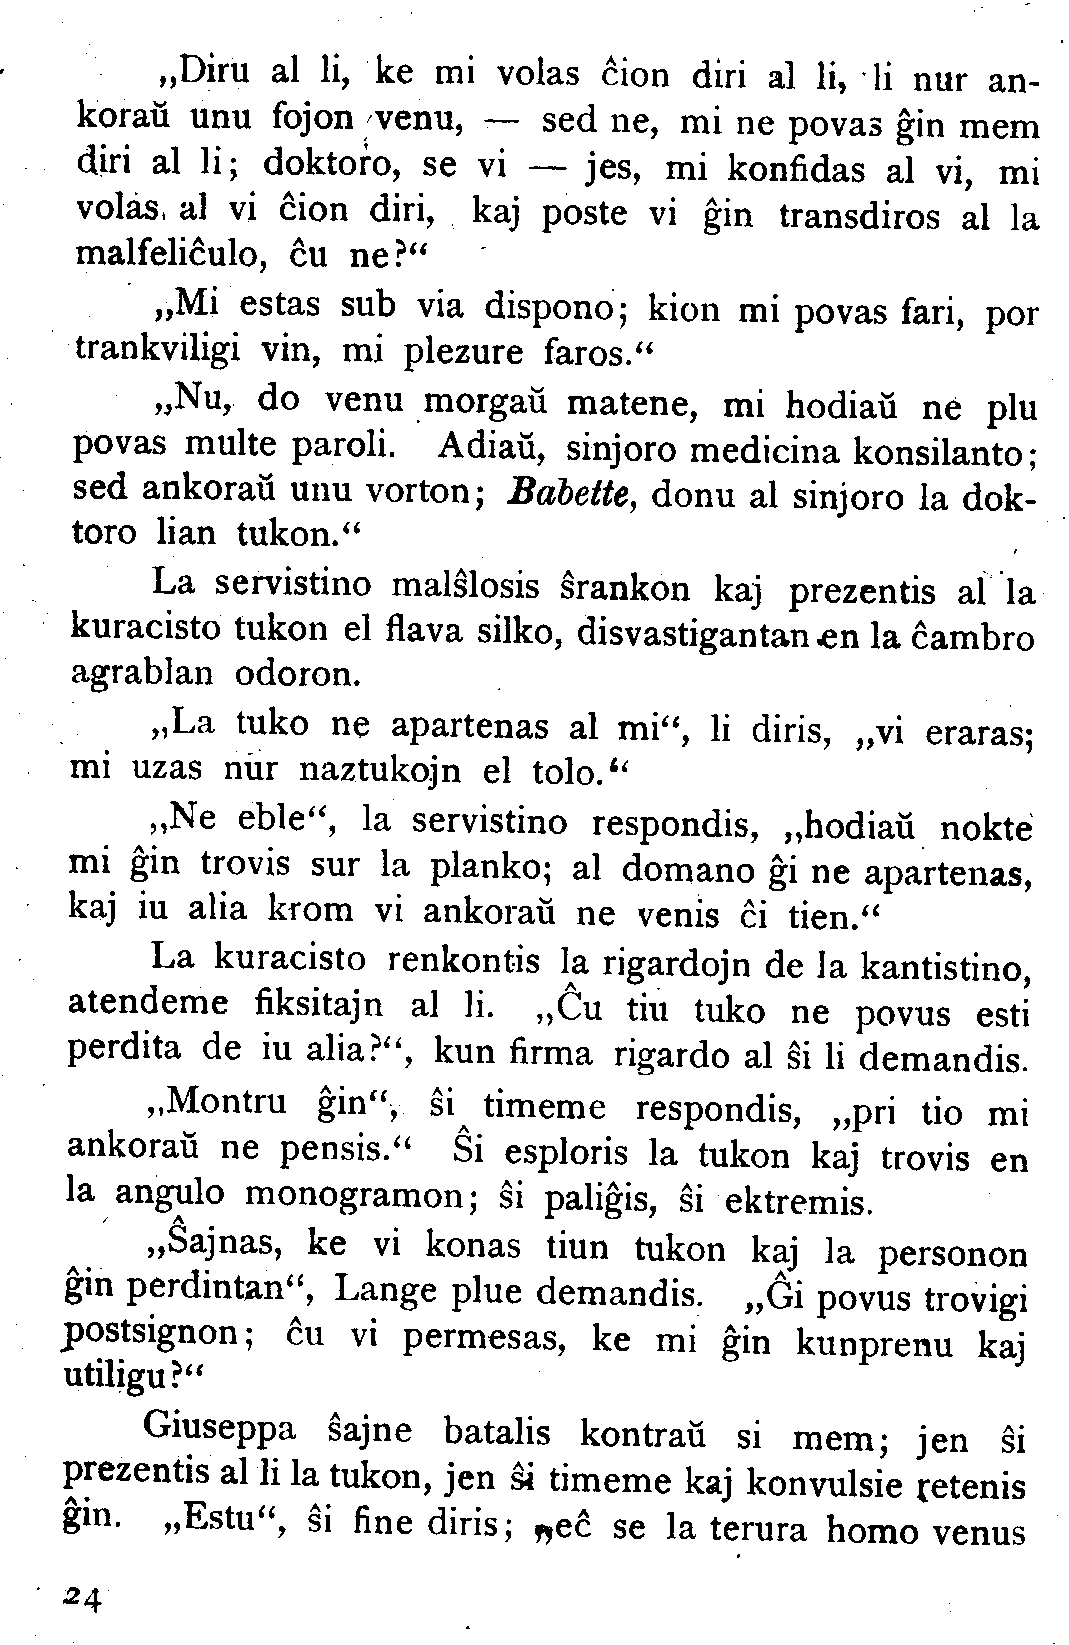 „Diru al li, ke mi volas ĉion diri al li, li nur an-
koraŭ unu fojon venu, — sed ne, mi ne povas ĝin mem
diri al li; doktoro, se vi — jes, mi konfidas al vi, mi
volas, al vi ĉion diri, kaj poste vi ĝin transdiros al la
malfeliĉulo, ĉu ne?“
„Mi estas sub via dispono; kion mi povas fari, por
trankviligi vin, mi plezure faros.“
„Nu, do venu morgaŭ matene, mi hodiaŭ ne plu
povas multe paroli. Adiaŭ, sinjoro medicina konsilanto;
sed ankoraŭ unu vorton; Babette, donu al sinjoro la dok-
toro lian tukon.“
La servistino malŝlosis ŝrankon kaj prezentis al la
kuracisto tukon el flava silko, disvastigantan en la ĉambro
agrablan odoron.
„La tuko ne apartenas al mi“, li diris, „vi eraras;
mi uzas nur naztukojn el tolo.“
„Ne eble“, la servistino respondis, „hodiaŭ nokte
mi ĝin trovis sur la planko; al domano ĝi ne apartenas,
kaj iu alia krom vi ankoraŭ ne venis ĉi tien.“
La kuracisto renkontis la rigardojn de la kantistino,
atendeme fiksitajn al li. „Ĉu tiu tuko ne povus esti
perdita de iu alia?“, kun firma rigardo al ŝi li demandis.
„Montru ĝin“, ŝi timeme respondis, „pri tio mi
ankoraŭ ne pensis.“ Ŝi esploris la tukon kaj trovis en
la angulo monogramon; ŝi paliĝis, ŝi ektremis.
„Ŝajnas, ke vi konas tiun tukon kaj la personon
ĝin perdintan“, Lange plue demandis. „Ĝi povus trovigi
postsignon; ĉu vi permesas, ke mi ĝin kunprenu kaj
utiligu?“
Giuseppa ŝajne batalis kontraŭ si mem; jen ŝi
prezentis al li la tukon, jen ŝi timeme kaj konvulsie retenis
ĝin. „Estu“, ŝi fine diris; „eĉ se la terura homo venus
24